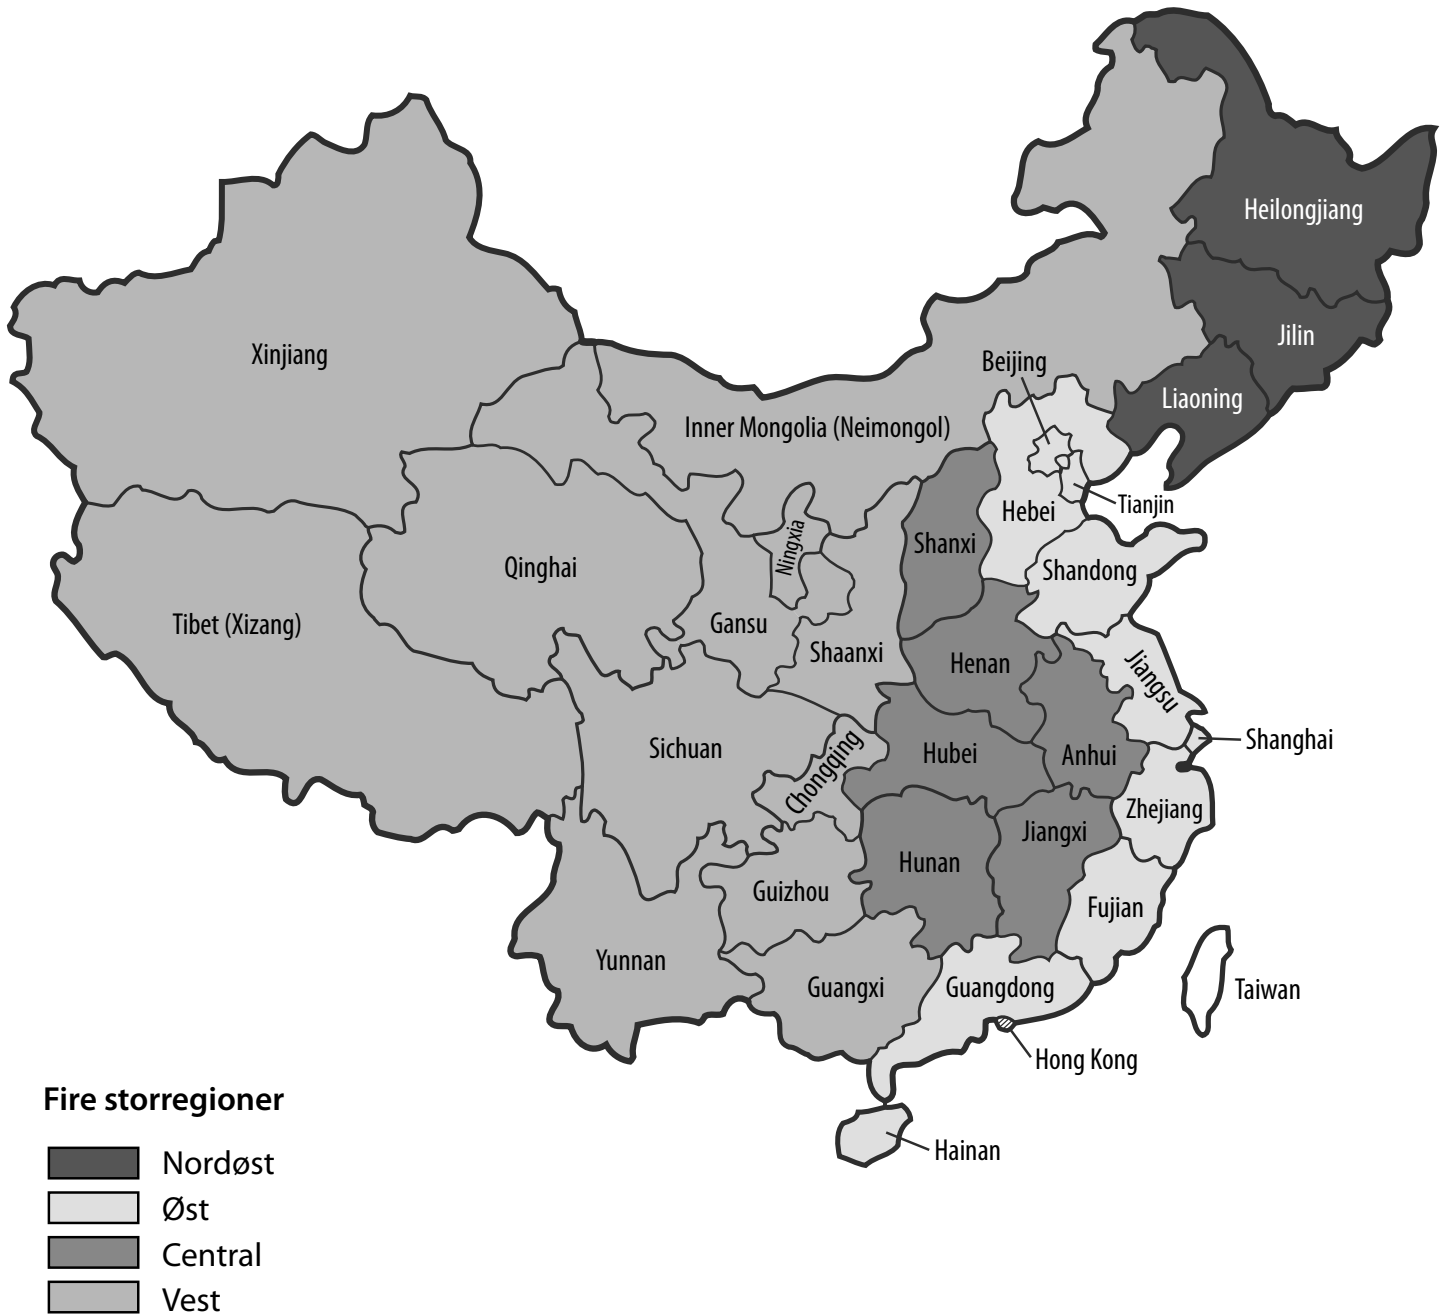 Heilongjiang
Jilin
Xinjiang
Beijing
Liaoning
Inner Mongolia (Neimongol)
Tianjin
Hebei
Shanxi
Ningxia
Qinghai
Shandong
Tibet (Xizang)
Gansu
Shaanxi
Henan
Jiangsu
Shanghai
Sichuan
Hubei
Anhui
Chongqing
Zhejiang
Jiangxi
Hunan
Guizhou
Fujian
Yunnan
Guangxi
Guangdong
Taiwan
Hong Kong
Hainan
Fire storregioner
Nordøst
Øst
Central
Vest